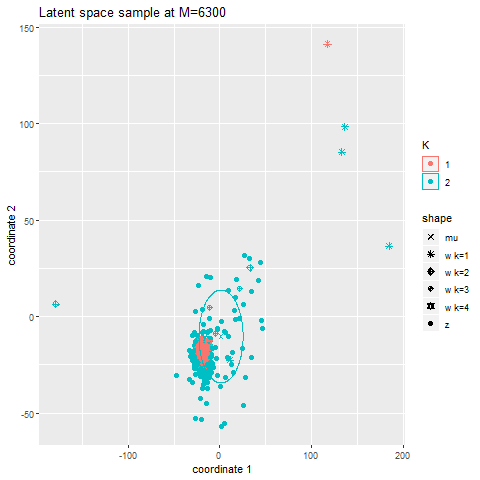 Latent space sample at M=6300
150
100
50
0
-50
-100
0
100
200
coordinate 1
coordinate 2
K
1
2
shape
mu
w k=1
w k=2
w k=3
w k=4
z